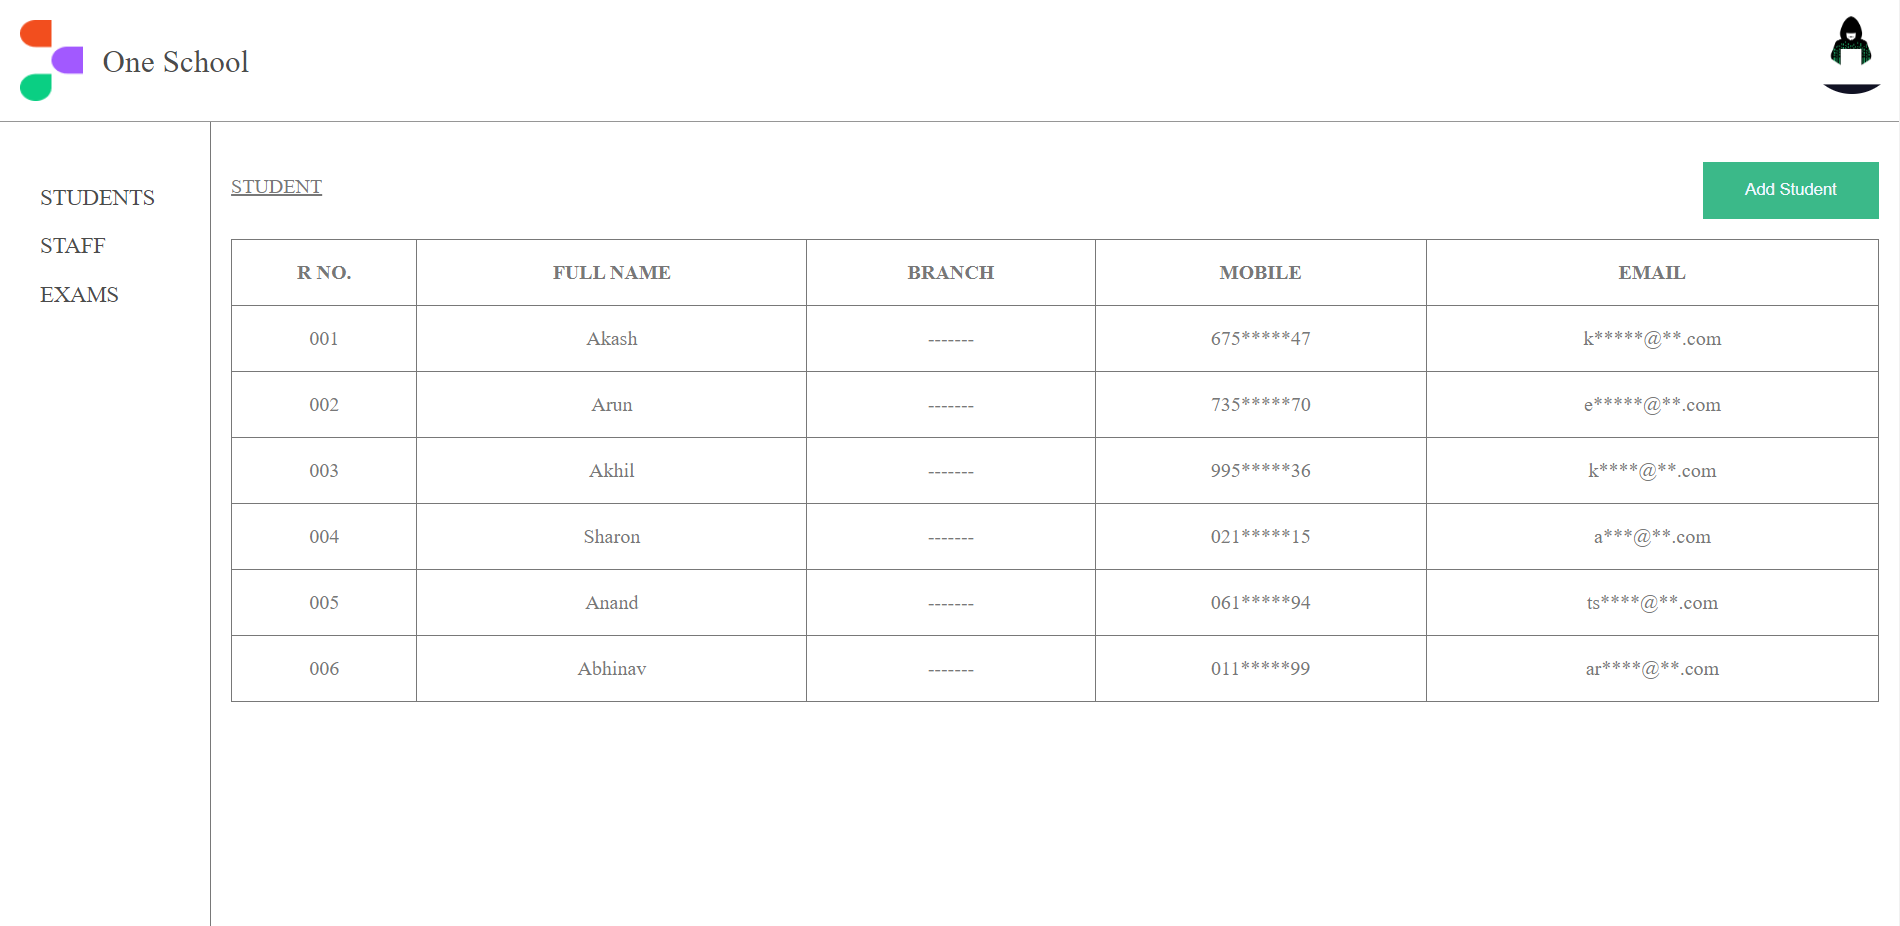 One School
STUDENTS
STAFF
EXAMS
STUDENT
Add Student
R NO. FULL NAME BRANCH MOBILE EMAIL
001 Akash ------- 675*****47 k*****@**.com
002 Arun ------- 735*****70 e*****@**.com
003 Akhil ------- 995*****36 k****@**.com
004 Sharon ------- 021*****15 a***@**.com
005 Anand ------- 061*****94 ts****@**.com
006 Abhinav ------- 011*****99 ar****@**.com